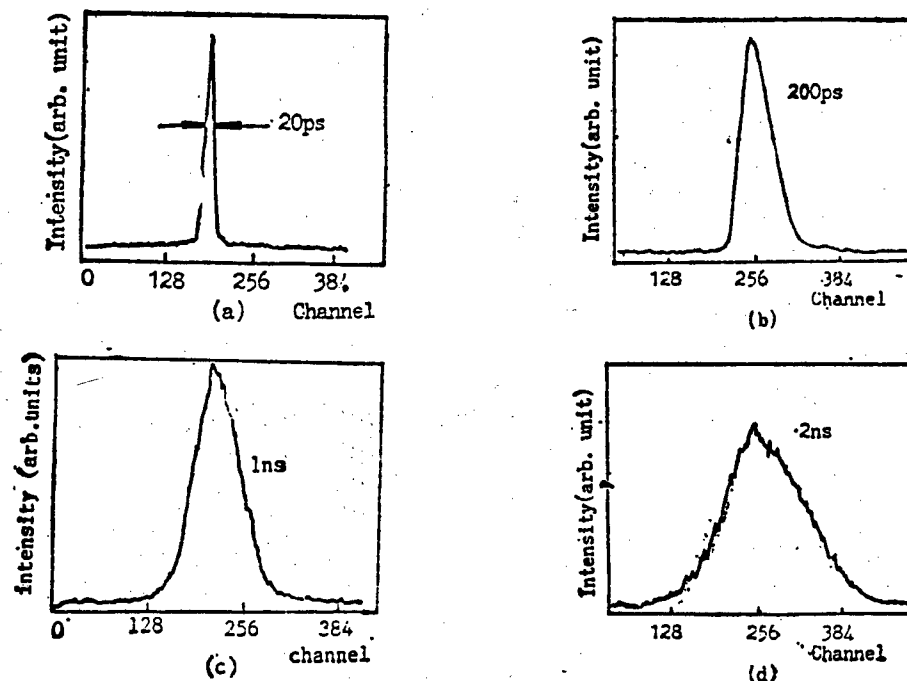 Intensity(arb. unit)
20ps
0 128 256 384
Channel
(a)
Intensity(arb. unit)
200ps
128 256 384
Channel
(b)
intensity (arb.units)
1ns
0 128 256 384
channel
(c)
Intensity(arb. unit)
2ns
128 256 384
Channel
(d)